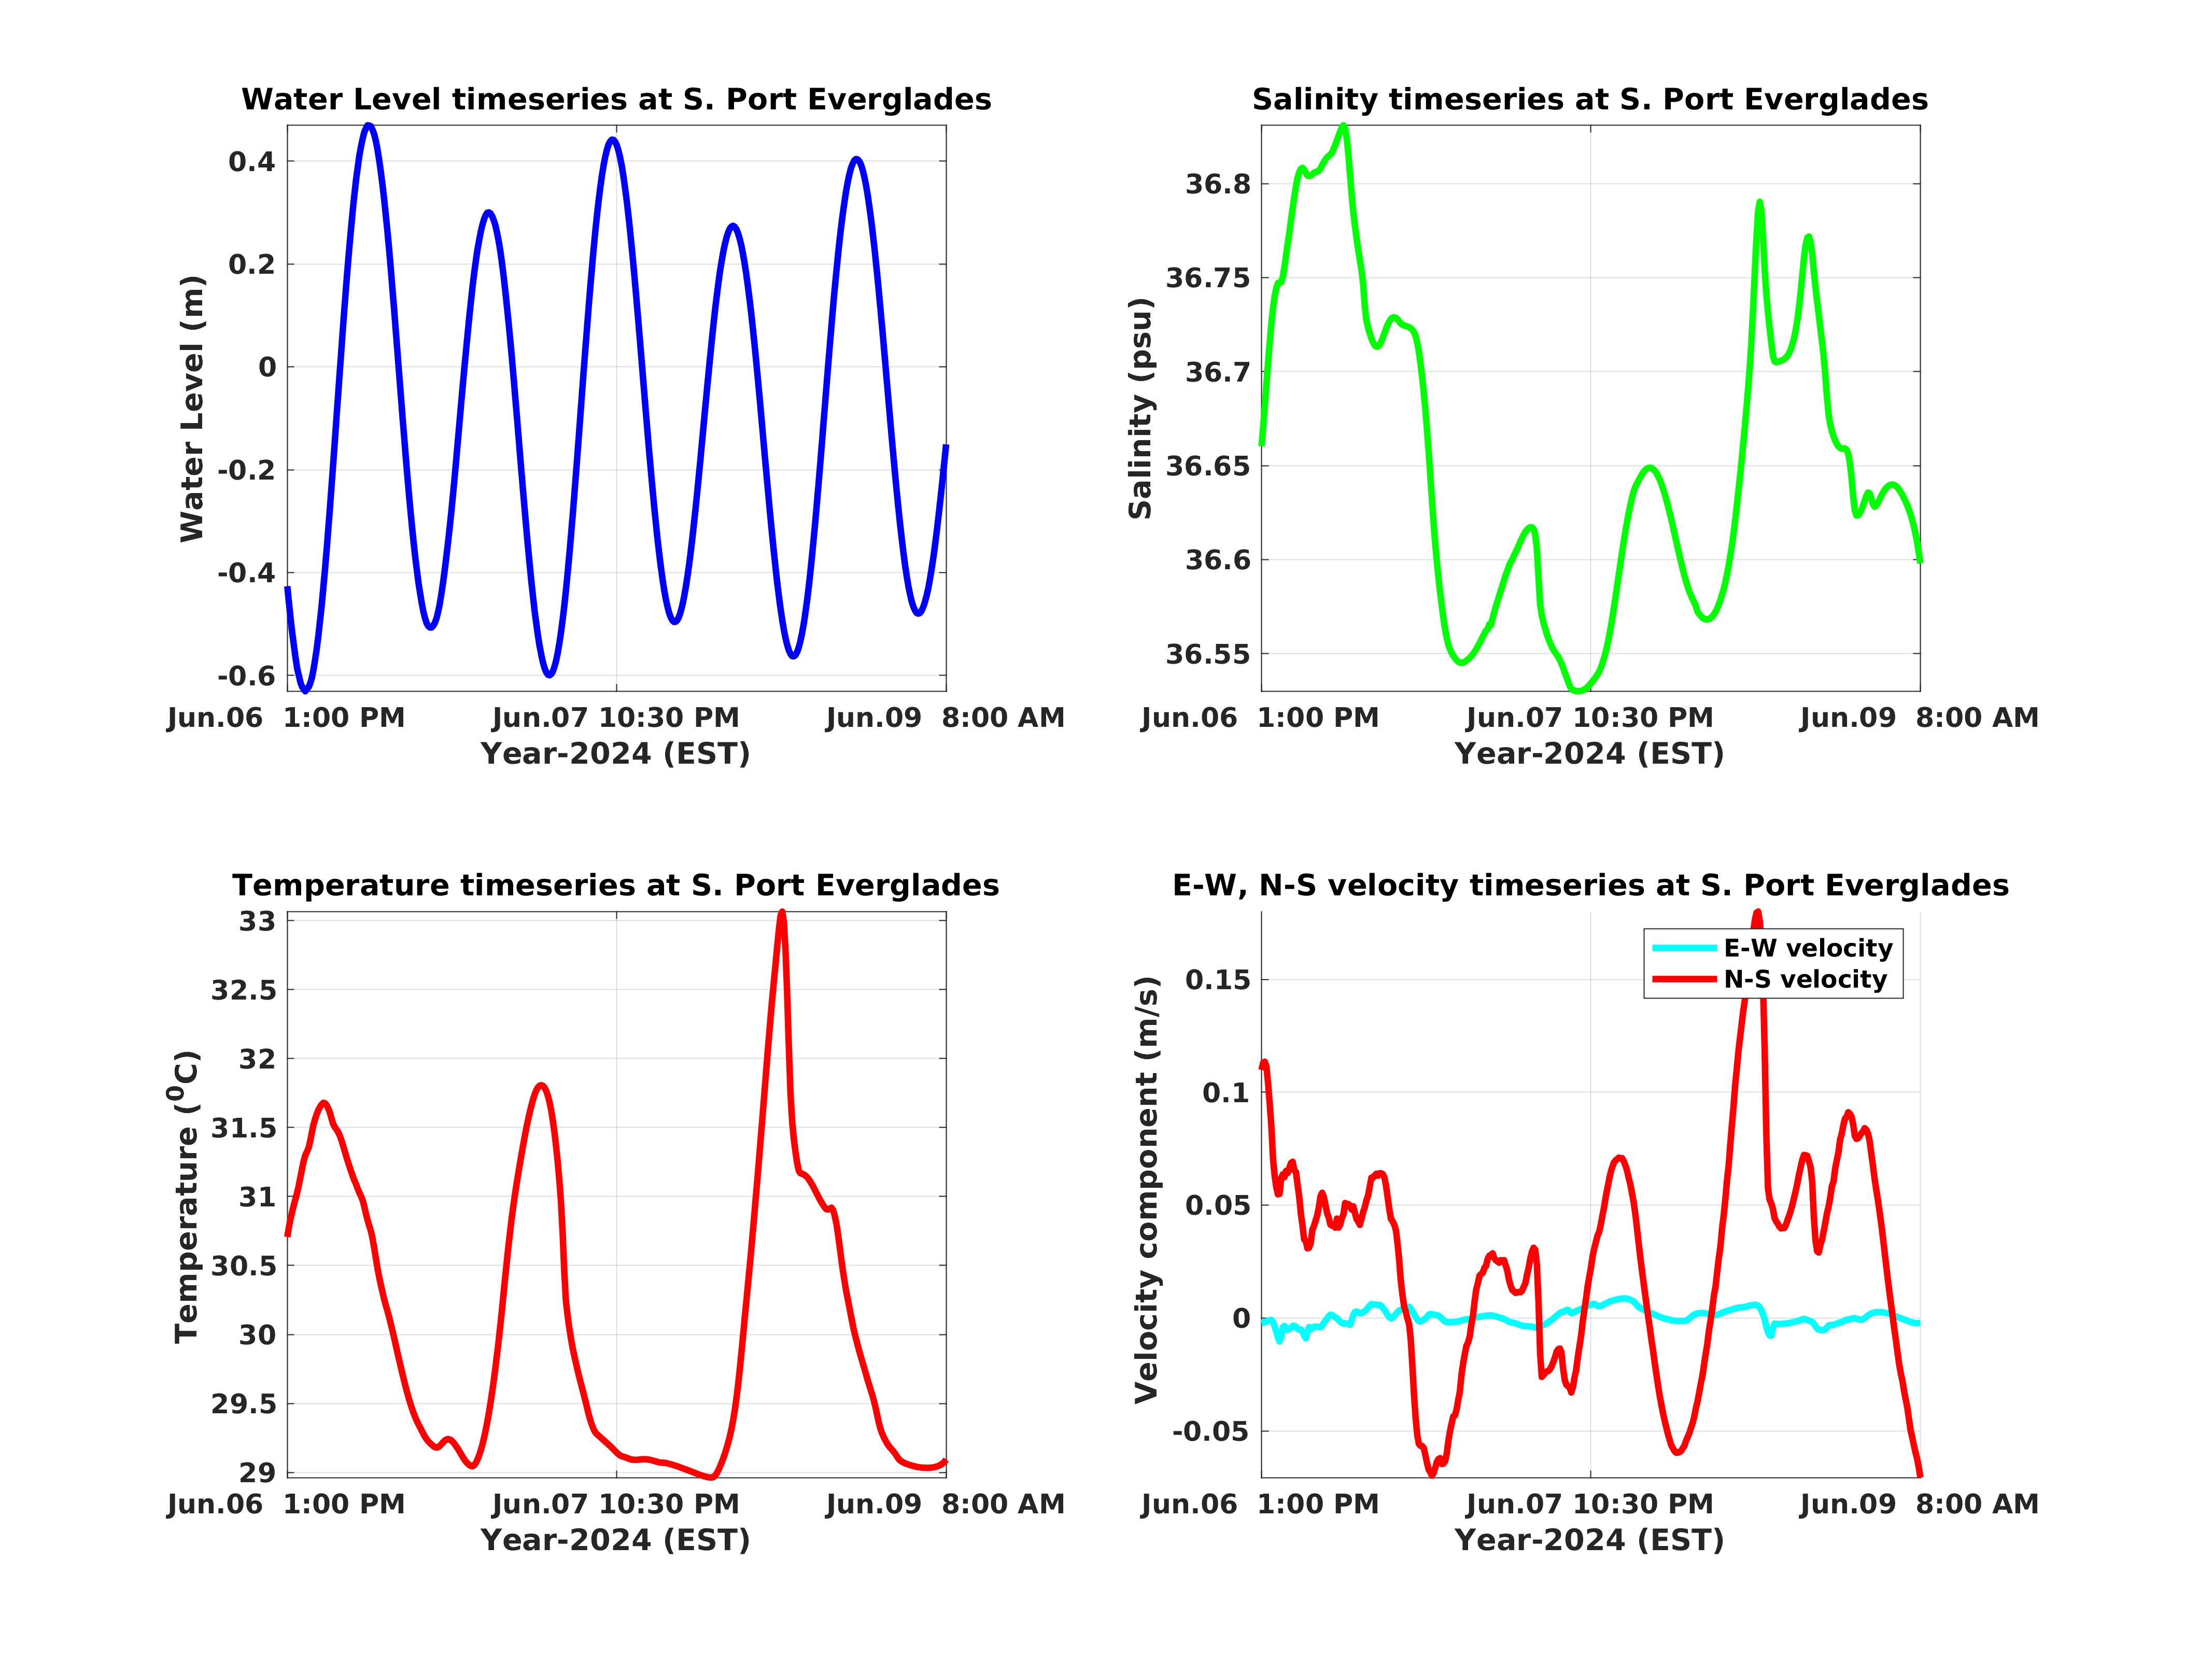 Water Level timeseries at S. Port Everglades
0.4
0.2
0
-0.2
-0.4
-0.6
Water Level (m)
Jun.06 1:00 PM Jun.07 10:30 PM Jun.09 8:00 AM
Year-2024 (EST)
Salinity timeseries at S. Port Everglades
36.8
36.75
36.7
36.65
36.6
36.55
Salinity (psu)
Jun.06 1:00 PM Jun.07 10:30 PM Jun.09 8:00 AM
Year-2024 (EST)
Temperature timeseries at S. Port Everglades
33
32.5
32
31.5
31
30.5
30
29.5
29
Temperature (⁰C)
Jun.06 1:00 PM Jun.07 10:30 PM Jun.09 8:00 AM
Year-2024 (EST)
E-W, N-S velocity timeseries at S. Port Everglades
E-W velocity
N-S velocity
0.15
0.1
0.05
0
-0.05
Velocity component (m/s)
Jun.06 1:00 PM Jun.07 10:30 PM Jun.09 8:00 AM
Year-2024 (EST)